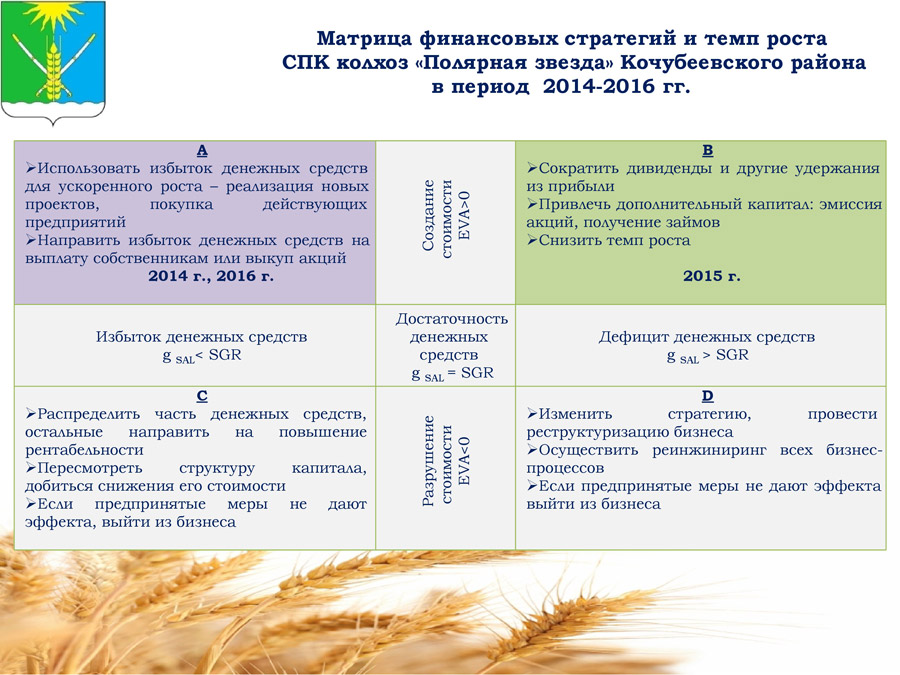 Матрица финансовых стратегий и темп роста
СПК колхоз «Полярная звезда» Кочубеевского района
в период 2014-2016 гг.
A
➢Использовать избыток денежных средств
для ускоренного роста – реализация новых
проектов, покупка действующих
предприятий
➢Направить избыток денежных средств на
выплату собственникам или выкуп акций
2014 г., 2016 г.
Создание
стоимости
EVA>0
B
➢Сократить дивиденды и другие удержания
из прибыли
➢Привлечь дополнительный капитал: эмиссия
акций, получение займов
➢Снизить темп роста
2015 г.
Избыток денежных средств
g SAL< SGR
Достаточность
денежных
средств
g SAL = SGR
Дефицит денежных средств
g SAL > SGR
C
➢Распределить часть денежных средств,
остальные направить на повышение
рентабельности
➢Пересмотреть структуру капитала,
добиться снижения его стоимости
➢Если предпринятые меры не дают
эффекта, выйти из бизнеса
Разрушение
стоимости
EVA<0
D
➢Изменить стратегию, провести
реструктуризацию бизнеса
➢Осуществить реинжиниринг всех бизнес-
процессов
➢Если предпринятые меры не дают эффекта
выйти из бизнеса